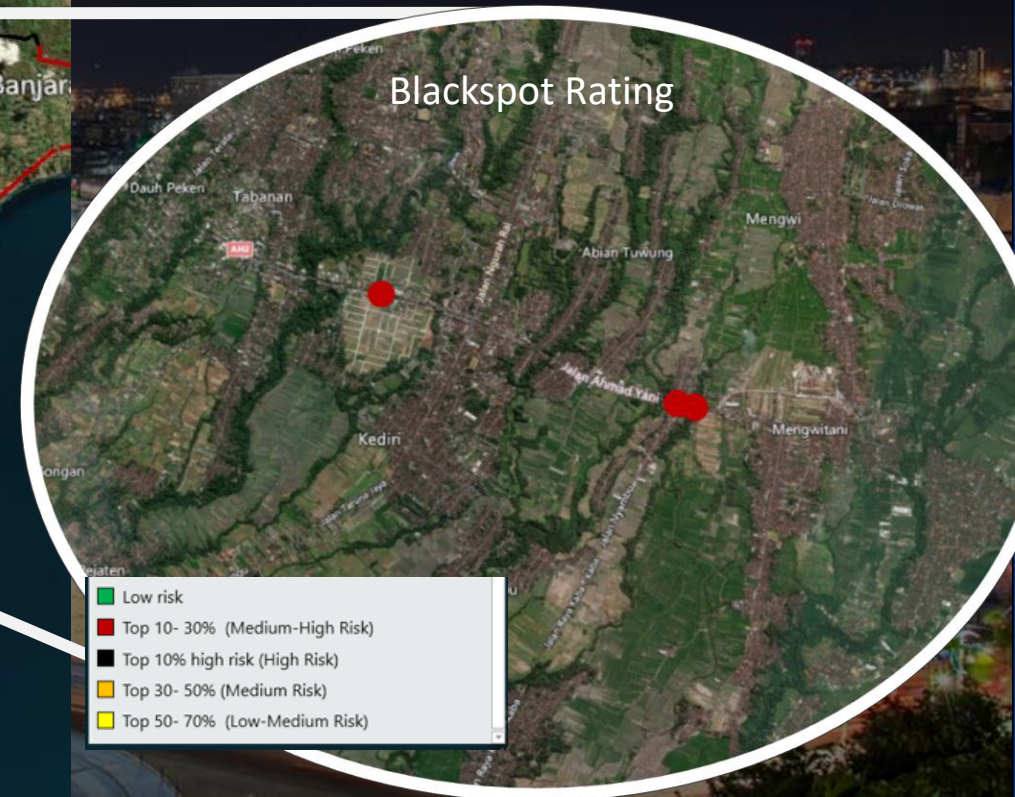 Banjar
Blackspot Rating
Peken
Dauh Peken
Tabanan
AH2
Jalan Ngurah Rai
Abian Tuwung
Mengwi
Jalan Ahmad Yani
Mengwitani
Kediri
Low risk
Top 10- 30%  (Medium-High Risk)
Top 10% high risk (High Risk)
Top 30- 50% (Medium Risk)
Top 50- 70%  (Low-Medium Risk)